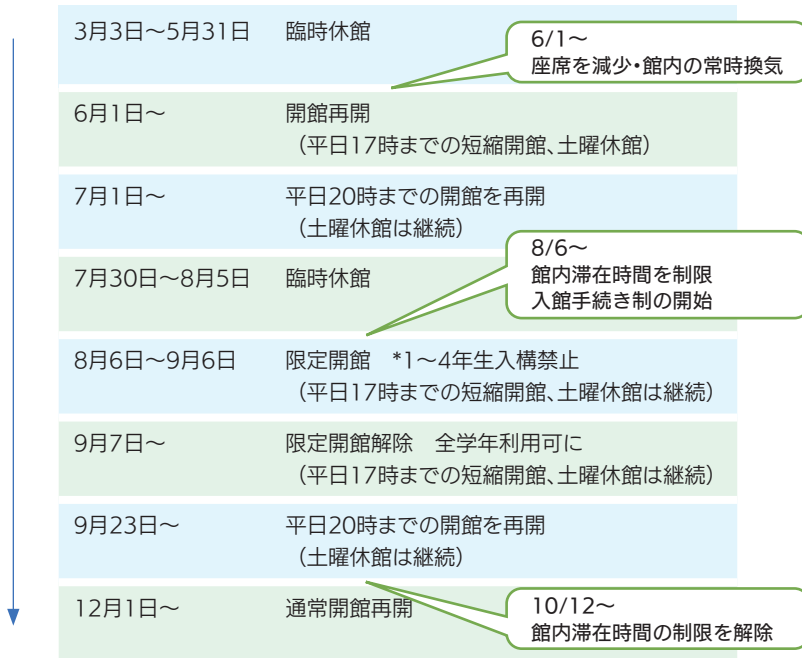 3月3日～5月31日 臨時休館
6/1～
座席を減少・館内の常時換気
6月1日～ 開館再開
（平日17時までの短縮開館、土曜休館）
7月1日～ 平日20時までの開館を再開
（土曜休館は継続）
8/6～
館内滞在時間を制限
入館手続き制の開始
7月30日～8月5日 臨時休館
8月6日～9月6日 限定開館 *1～4年生入構禁止
（平日17時までの短縮開館、土曜休館は継続）
9月7日～ 限定開館解除 全学年利用可に
（平日17時までの短縮開館、土曜休館は継続）
9月23日～ 平日20時までの開館を再開
（土曜休館は継続）
10/12～
館内滞在時間の制限を解除
12月1日～ 通常開館再開